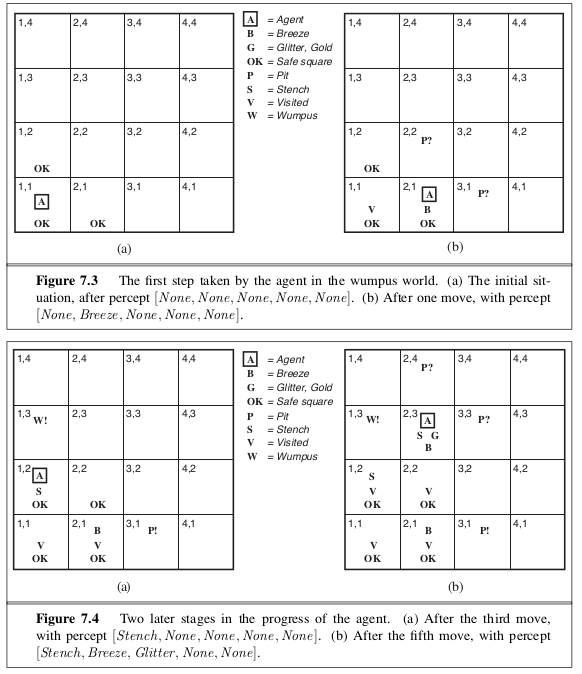 1,4 2,4 3,4 4,4
1,3 2,3 3,3 4,3
1,2 2,2 3,2 4,2
OK
1,1 2,1 3,1 4,1
A
OK OK
(a)
A = Agent
B = Breeze
G = Glitter, Gold
OK = Safe square
P = Pit
S = Stench
V = Visited
W = Wumpus
1,4 2,4 3,4 4,4
1,3 2,3 3,3 4,3
1,2 2,2 P? 3,2 4,2
OK
1,1 2,1 A 3,1 P? 4,1
V B
OK OK
(b)
Figure 7.3 The first step taken by the agent in the wumpus world. (a) The initial sit-
uation, after percept [None, None, None, None, None]. (b) After one move, with percept
[None, Breeze, None, None, None].
1,4 2,4 3,4 4,4
1,3 W! 2,3 3,3 4,3
1,2 A 2,2 3,2 4,2
S
OK OK
1,1 2,1 B 3,1 P! 4,1
V V
OK OK
(a)
A = Agent
B = Breeze
G = Glitter, Gold
OK = Safe square
P = Pit
S = Stench
V = Visited
W = Wumpus
1,4 2,4 P? 3,4 4,4
1,3 W! 2,3 A 3,3 P? 4,3
S G
B
1,2 S 2,2 3,2 4,2
V V
OK OK
1,1 2,1 B 3,1 P! 4,1
V V
OK OK
(b)
Figure 7.4 Two later stages in the progress of the agent. (a) After the third move,
with percept [Stench, None, None, None, None]. (b) After the fifth move, with percept
[Stench, Breeze, Glitter, None, None].